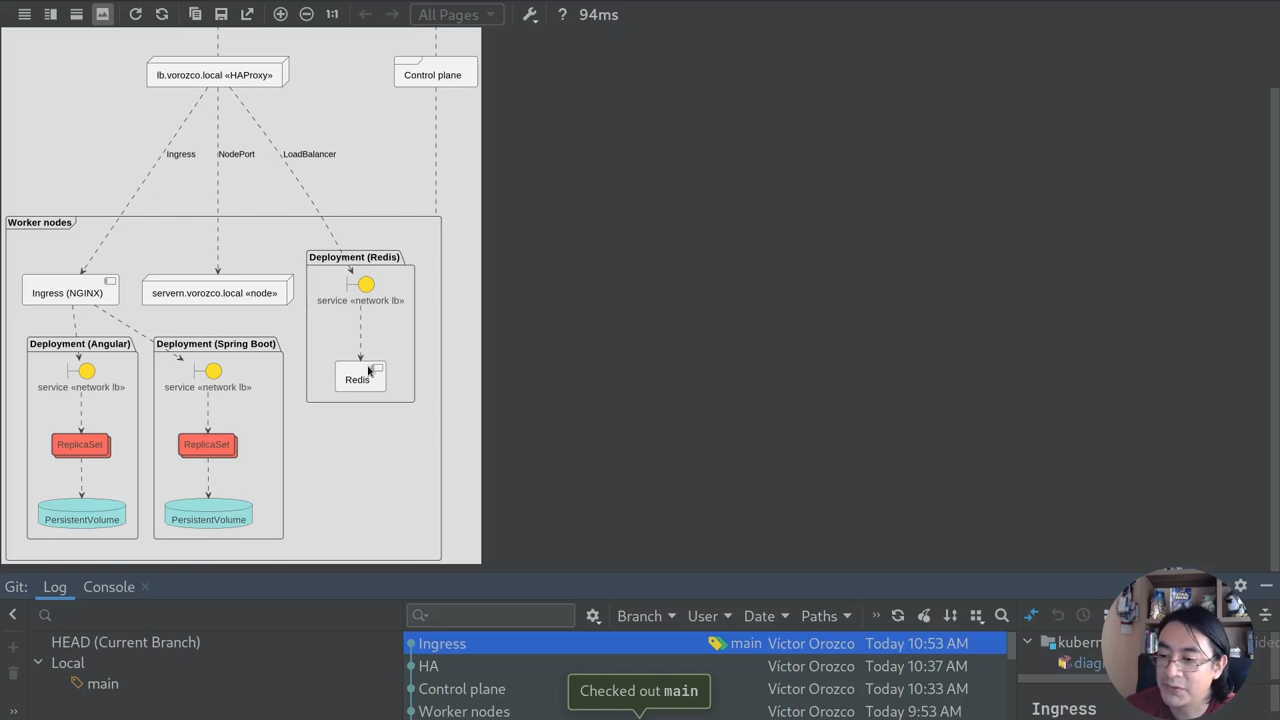 1:1
All Pages
?
94ms
lb.vorozco.local «HAProxy»
Control plane
Ingress
NodePort
LoadBalancer
Worker nodes
Deployment (Redis)
service «network lb»
Redis
Ingress (NGINX)
servern.vorozco.local «node»
Deployment (Angular)
Deployment (Spring Boot)
service «network lb»
service «network lb»
ReplicaSet
ReplicaSet
PersistentVolume
PersistentVolume
Git:
Log
Console
Branch
User
Date
Paths
HEAD (Current Branch)
Local
main
Ingress
main
Víctor Orozco
Today 10:53 AM
HA
Víctor Orozco
Today 10:37 AM
Control plane
Víctor Orozco
Today 10:33 AM
Worker nodes
Víctor Orozco
Today 9:53 AM
Checked out main
Ingress